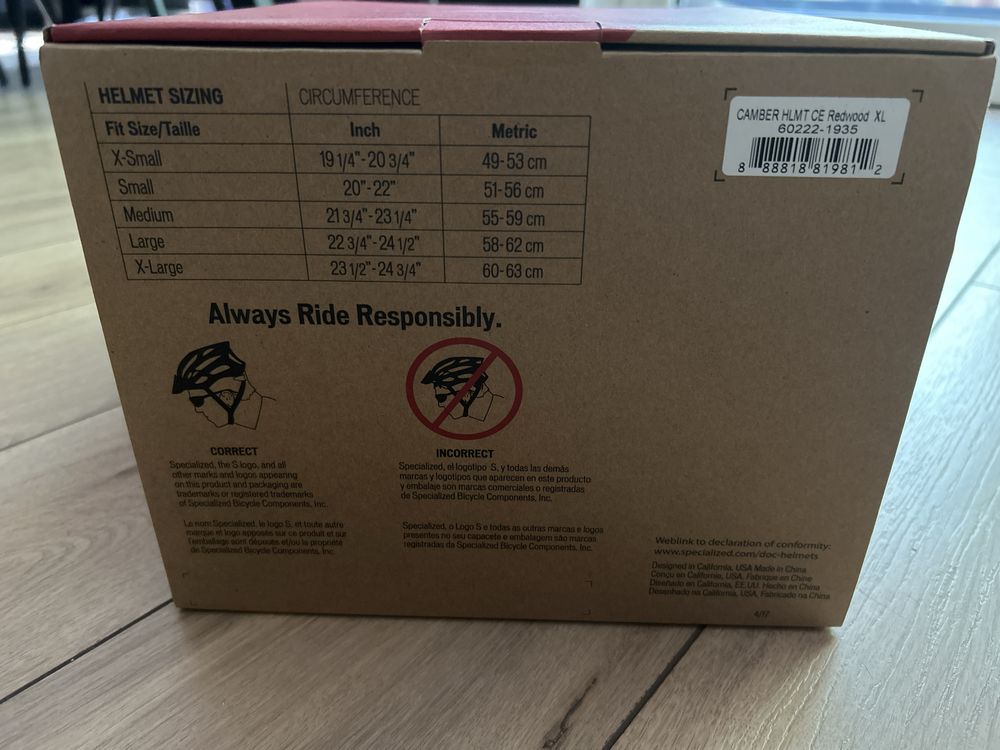 HELMET SIZING CIRCUMFERENCE
Fit Size/Taille Inch Metric
X-Small 19 1/4"-20 3/4" 49-53 cm
Small 20"-22" 51-56 cm
Medium 21 3/4"-23 1/4" 55-59 cm
Large 22 3/4"-24 1/2" 58-62 cm
X-Large 23 1/2"-24 3/4" 60-63 cm
CAMBER HLMT CE Redwood XL
60222-1935
8 88818 81981 2
Always Ride Responsibly.
CORRECT
Specialized, the S logo, and all
other marks and logos appearing
on this product and packaging are
trademarks or registered trademarks
of Specialized Bicycle Components, Inc.
Le nom Specialized, le logo S, et toute autre
marque et logo apposés sur ce produit et sur
l'emballage sont déposés et/ou la propriété
de Specialized Bicycle Components, Inc.
INCORRECT
Specialized, el logotipo S, y todas las demás
marcas y logotipos que aparecen en este producto
y embalaje son marcas comerciales o registradas
de Specialized Bicycle Components, Inc.
Specialized, o Logo S e todas as outras marcas e logos
presentes no seu capacete e embalagem são marcas
registradas da Specialized Bicycle Components, Inc.
Weblink to declaration of conformity:
www.specialized.com/doc-helmets
Designed in California, USA Made in China
Conçu en Californie, USA. Fabrique en Chine
Diseñado en California, EE.UU. Hecho en China
Desenhado na California, USA, Fabricado na China
4/17